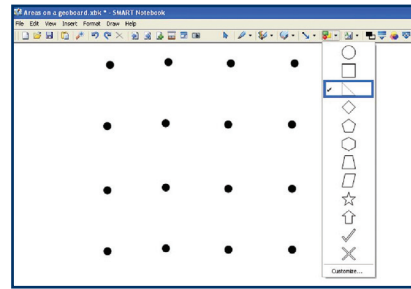 Areas on a geoboard.xbk * - SMART Notebook
File Edit View Insert Format Draw Help
Customize...